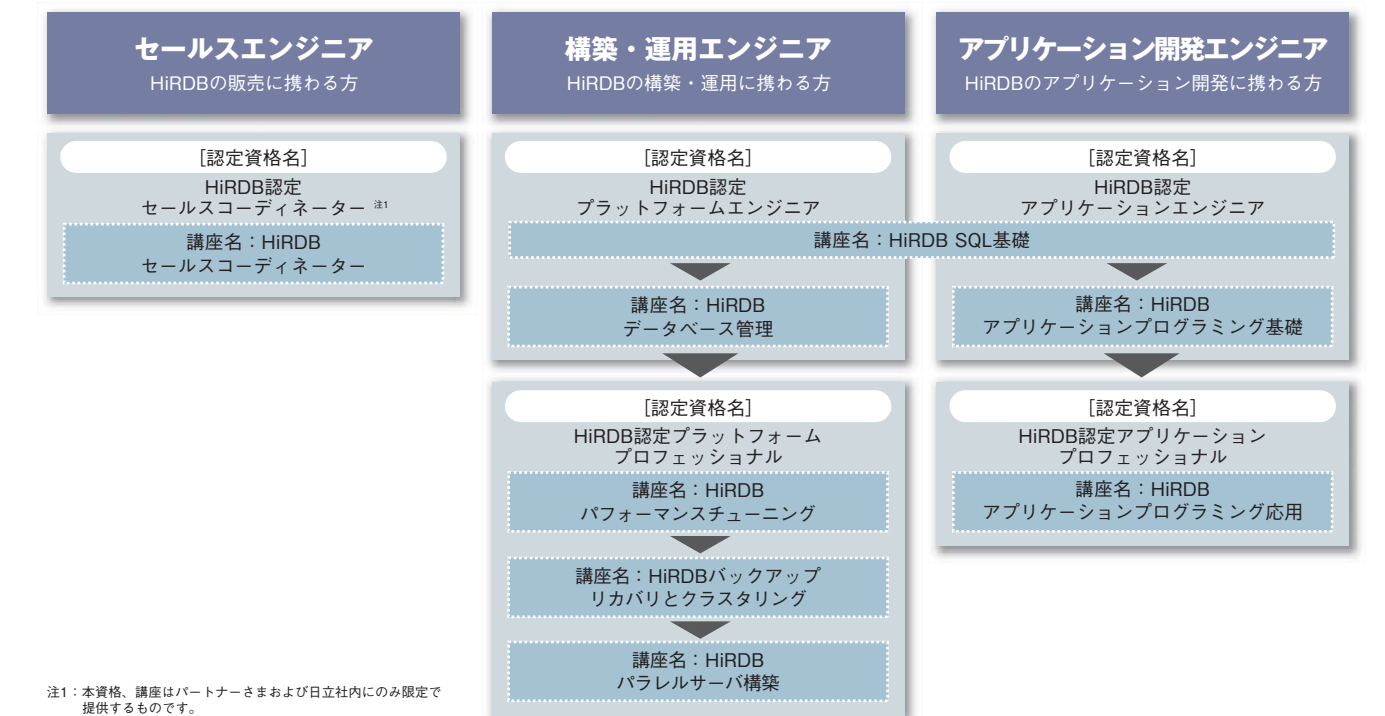 セールスエンジニア
HiRDBの販売に携わる方
[認定資格名]
HiRDB認定
セールスコーディネーター 注1
講座名：HiRDB
セールスコーディネーター
構築・運用エンジニア
HiRDBの構築・運用に携わる方
[認定資格名]
HiRDB認定
プラットフォームエンジニア
講座名：HiRDB SQL基礎
講座名：HiRDB
データベース管理
[認定資格名]
HiRDB認定プラットフォーム
プロフェッショナル
講座名：HiRDB
パフォーマンスチューニング
講座名：HiRDBバックアップ
リカバリとクラスタリング
講座名：HiRDB
パラレルサーバ構築
アプリケーション開発エンジニア
HiRDBのアプリケーション開発に携わる方
[認定資格名]
HiRDB認定
アプリケーションエンジニア
講座名：HiRDB
アプリケーションプログラミング基礎
[認定資格名]
HiRDB認定アプリケーション
プロフェッショナル
講座名：HiRDB
アプリケーションプログラミング応用
注1：本資格、講座はパートナーさまおよび日立社内にのみ限定で
提供するものです。